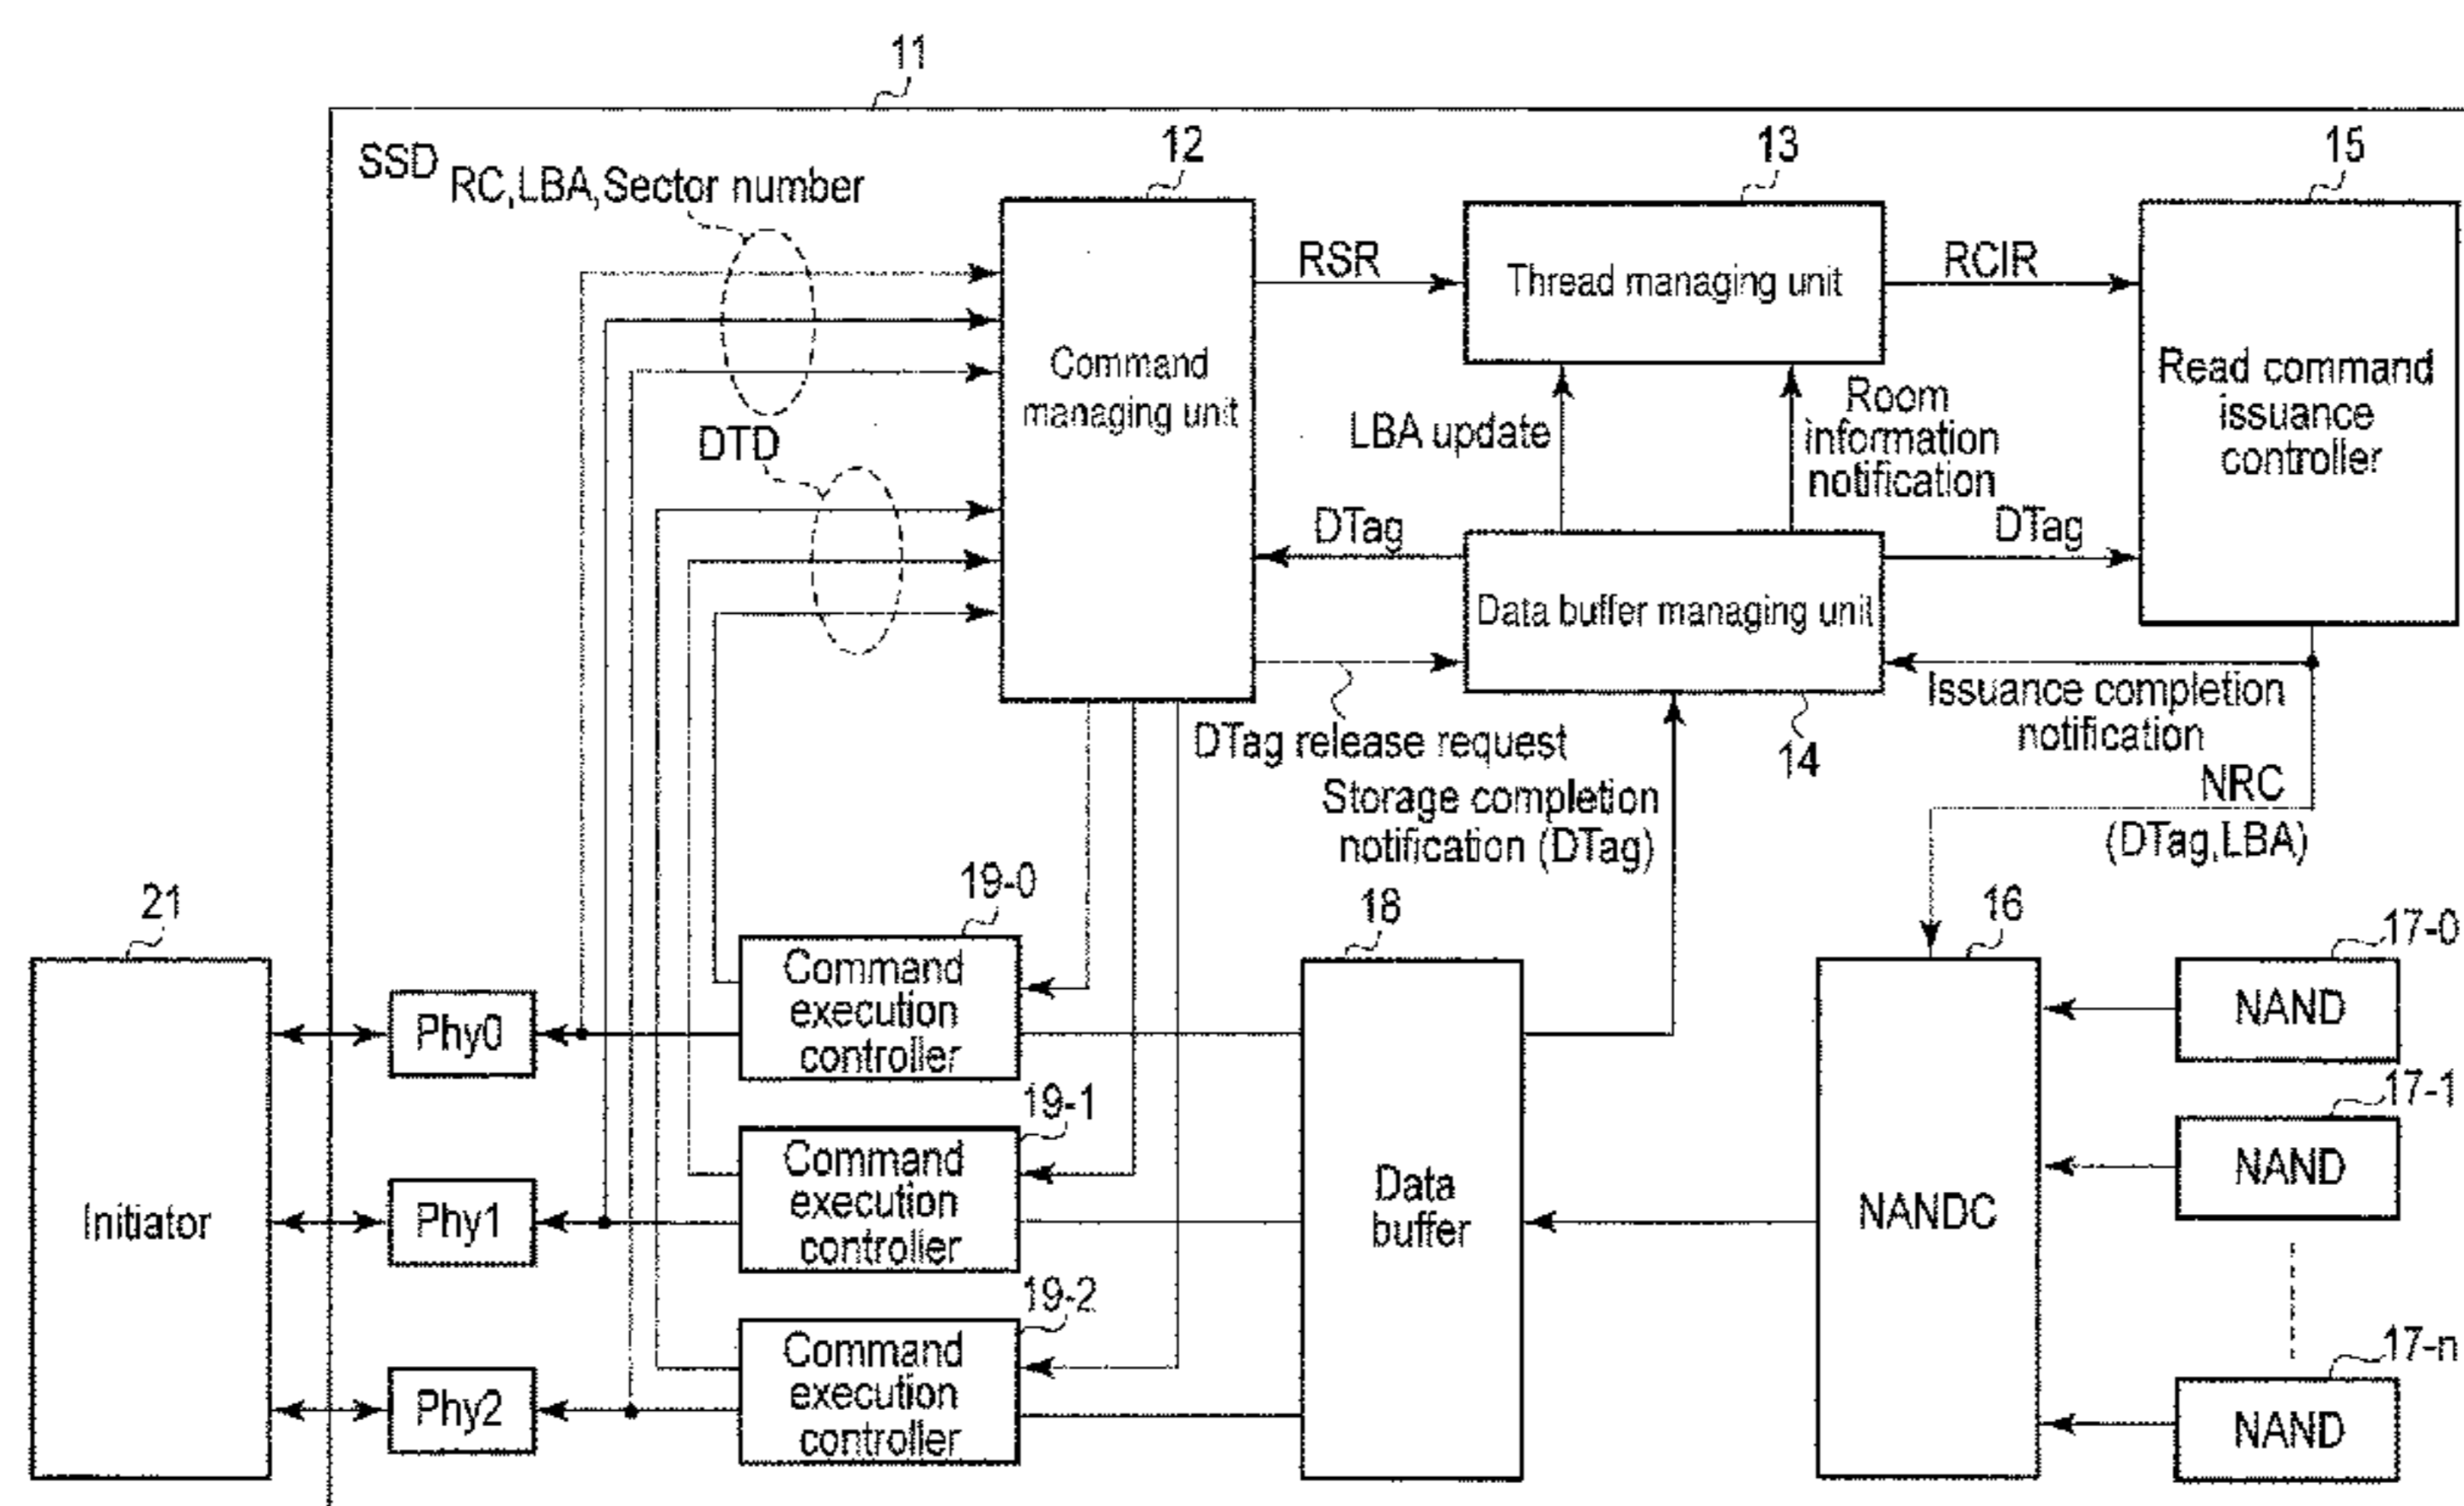 11
SSD
RC,LBA,Sector number
12
13
15
RSR
Thread managing unit
RCIR
Command
managing unit
Read command
issuance
controller
LBA update
Room
information
notification
DTD
DTag
DTag
Data buffer managing unit
Issuance completion
notification
DTag release request
14
Storage completion
notification (DTag)
NRC
(DTag,LBA)
21
19-0
18
16
17-0
Command
execution
controller
Phy0
NAND
19-1
17-1
Command
execution
controller
NAND
Initiator
Phy1
Data
buffer
NANDC
19-2
17-n
Command
execution
controller
Phy2
NAND